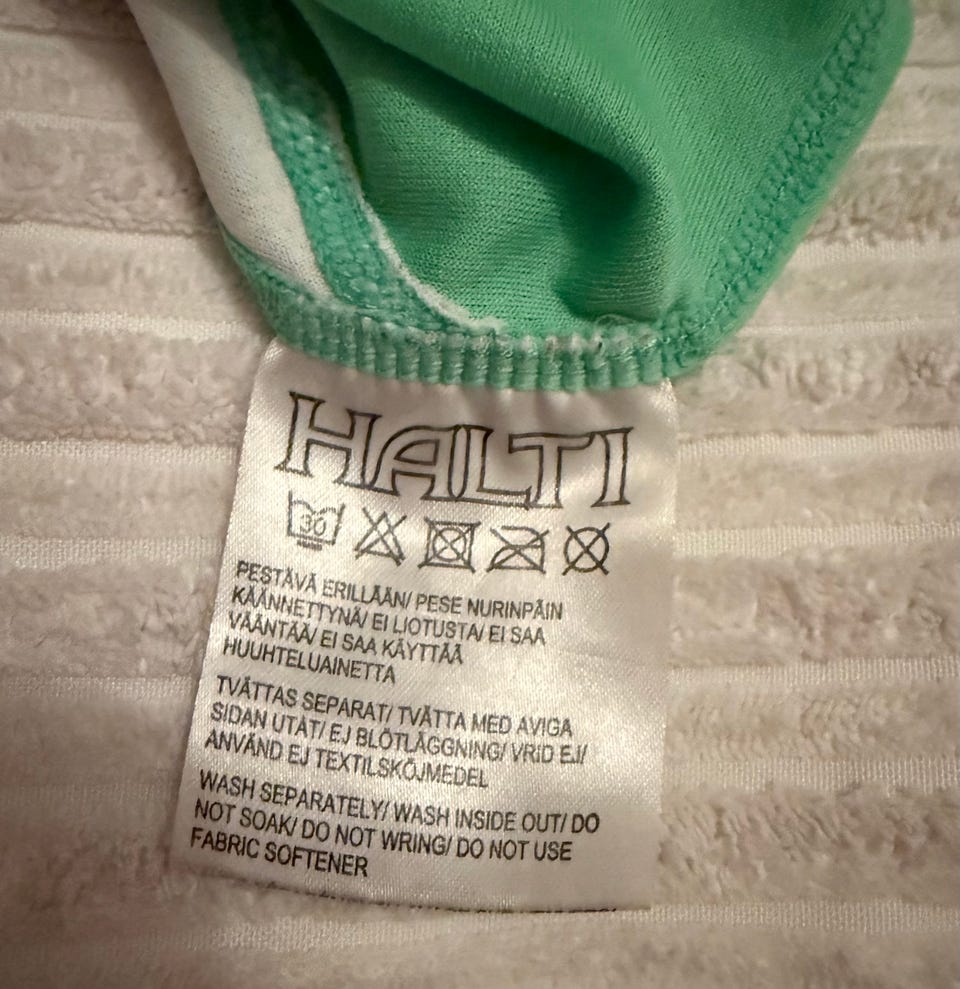 HALTI
30
PESTÄVÄ ERILLÄÄN/ PESE NURINPÄIN
KÄÄNNETTYNÄ/ EI LIOTUSTA/ EI SAA
VÄÄNTÄÄ/ EI SAA KÄYTTÄÄ
HUUHTELUAINETTA
TVÄTTAS SEPARAT/ TVÄTTA MED AVIGA
SIDAN UTÅT/ EJ BLÖTLÄGGNING/ VRID EJ/
ANVÄND EJ TEXTILSKÖJMEDEL
WASH SEPARATELY/ WASH INSIDE OUT/ DO
NOT SOAK/ DO NOT WRING/ DO NOT USE
FABRIC SOFTENER